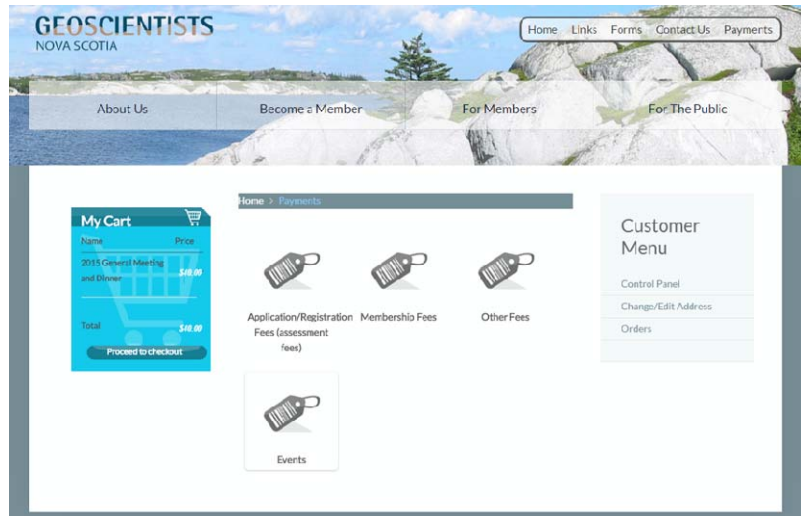 GEOSCIENTISTS
NOVA SCOTIA
Home Links Forms Contact Us Payments
About Us Become a Member For Members For The Public
My Cart
Name Price
2015 General Meeting
and Dinner $40.00
Total $40.00
Proceed to checkout
Home > Payments
Application/Registration
Fees (assessment
fees)
Membership Fees
Other Fees
Events
Customer
Menu
Control Panel
Change/Edit Address
Orders